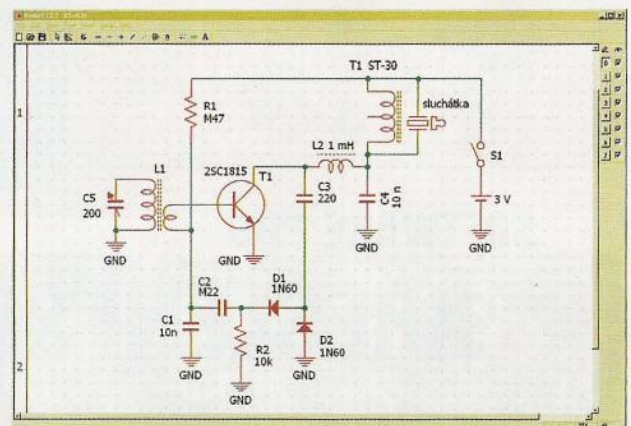 T1 ST-30
1
R1
M47
sluchátka
L2 1 mH
S1
2SC1815
L1
T1
C5
200
C3
220
C4
10 n
3 V
GND
GND
GND
GND
C2
M22
D1
1N60
C1
10n
R2
10k
D2
1N60
2
GND
GND
GND